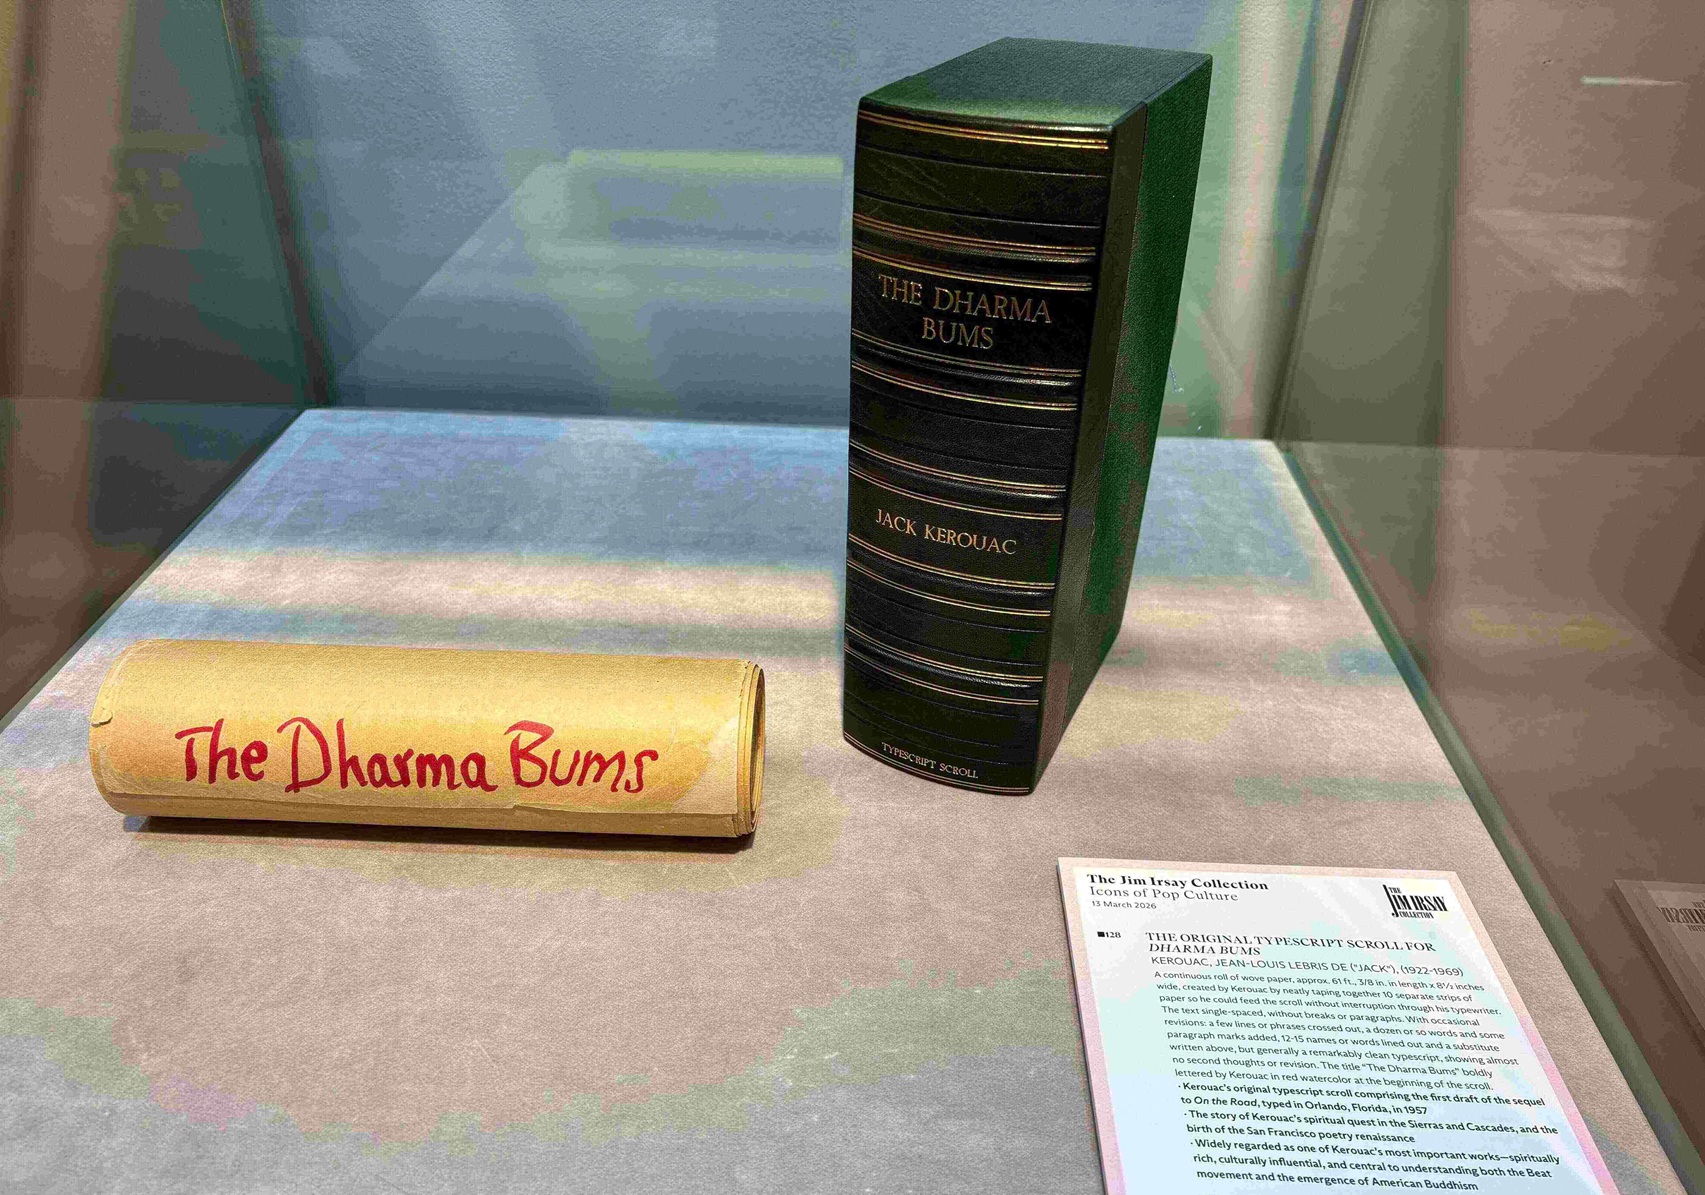 THE DHARMA
BUMS
JACK KEROUAC
TYPESCRIPT SCROLL
The Dharma Bums
The Jim Irsay Collection
Icons of Pop Culture
13 March 2026
THE
JIM IRSAY
COLLECTION
■128
THE ORIGINAL TYPESCRIPT SCROLL FOR
DHARMA BUMS
KEROUAC, JEAN-LOUIS LEBRIS DE ("JACK"), (1922-1969)
A continuous roll of wove paper, approx. 61 ft., 3/8 in. in length x 8½ inches
wide, created by Kerouac by neatly taping together 10 separate strips of
paper so he could feed the scroll without interruption through his typewriter.
The text single-spaced, without breaks or paragraphs. With occasional
revisions: a few lines or phrases crossed out, a dozen or so words and some
paragraph marks added, 12-15 names or words lined out and a substitute
written above, but generally a remarkably clean typescript, showing almost
no second thoughts or revision. The title "The Dharma Bums" boldly
lettered by Kerouac in red watercolor at the beginning of the scroll.
· Kerouac's original typescript scroll comprising the first draft of the sequel
to On the Road, typed in Orlando, Florida, in 1957
· The story of Kerouac's spiritual quest in the Sierras and Cascades, and the
birth of the San Francisco poetry renaissance
· Widely regarded as one of Kerouac's most important works—spiritually
rich, culturally influential, and central to understanding both the Beat
movement and the emergence of American Buddhism